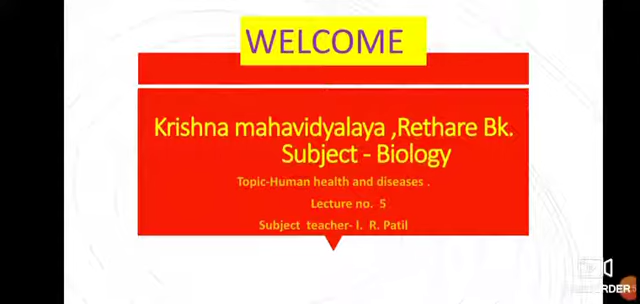 WELCOME
Krishna mahavidyalaya ,Rethare Bk.
Subject - Biology
Topic-Human health and diseases .
Lecture no. 5
Subject teacher- I. R. Patil